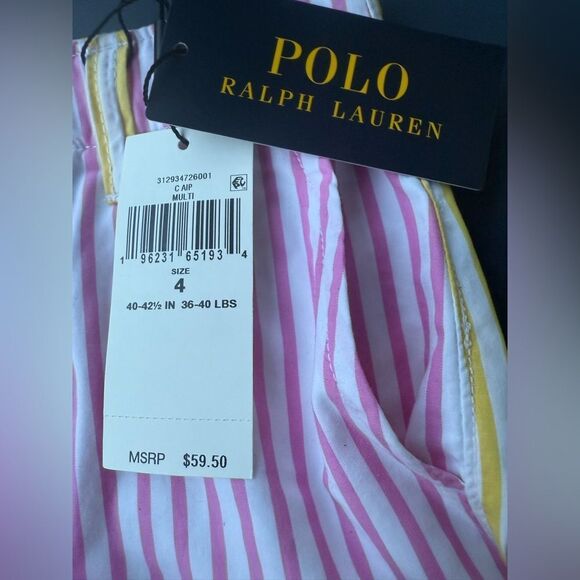 POLO
RALPH LAUREN
312934726001
C AIP
MULTI
1 96231 65193 4
SIZE
4
40-42½ IN 36-40 LBS
MSRP $59.50